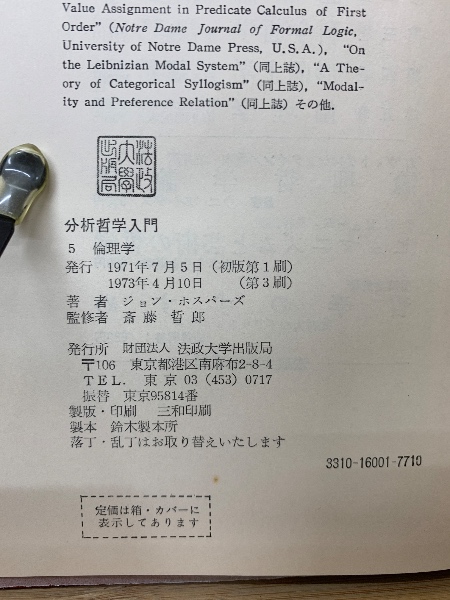 Value Assignment in Predicate Calculus of First
Order” (Notre Dame Journal of Formal Logic,
University of Notre Dame Press, U.S.A.), “On
the Leibnizian Modal System” (同上誌), “A The-
ory of Categorical Syllogism” (同上誌), “Modal-
ity and Preference Relation” (同上誌) その他.
法政
大學
出版局
分析哲学入門
5 倫理学
発行 1971年7月5日 (初版第1刷)
1973年4月10日 (第3刷)
著者 ジョン・ホスパーズ
監修者 斎藤哲郎
発行所 財団法人 法政大学出版局
〒106 東京都港区南麻布2-8-4
TEL. 東京 03 (453) 0717
振替 東京95814番
製版・印刷 三和印刷
製本 鈴木製本所
落丁・乱丁はお取り替えいたします
3310-16001-7710
定価は箱・カバーに
表示してあります